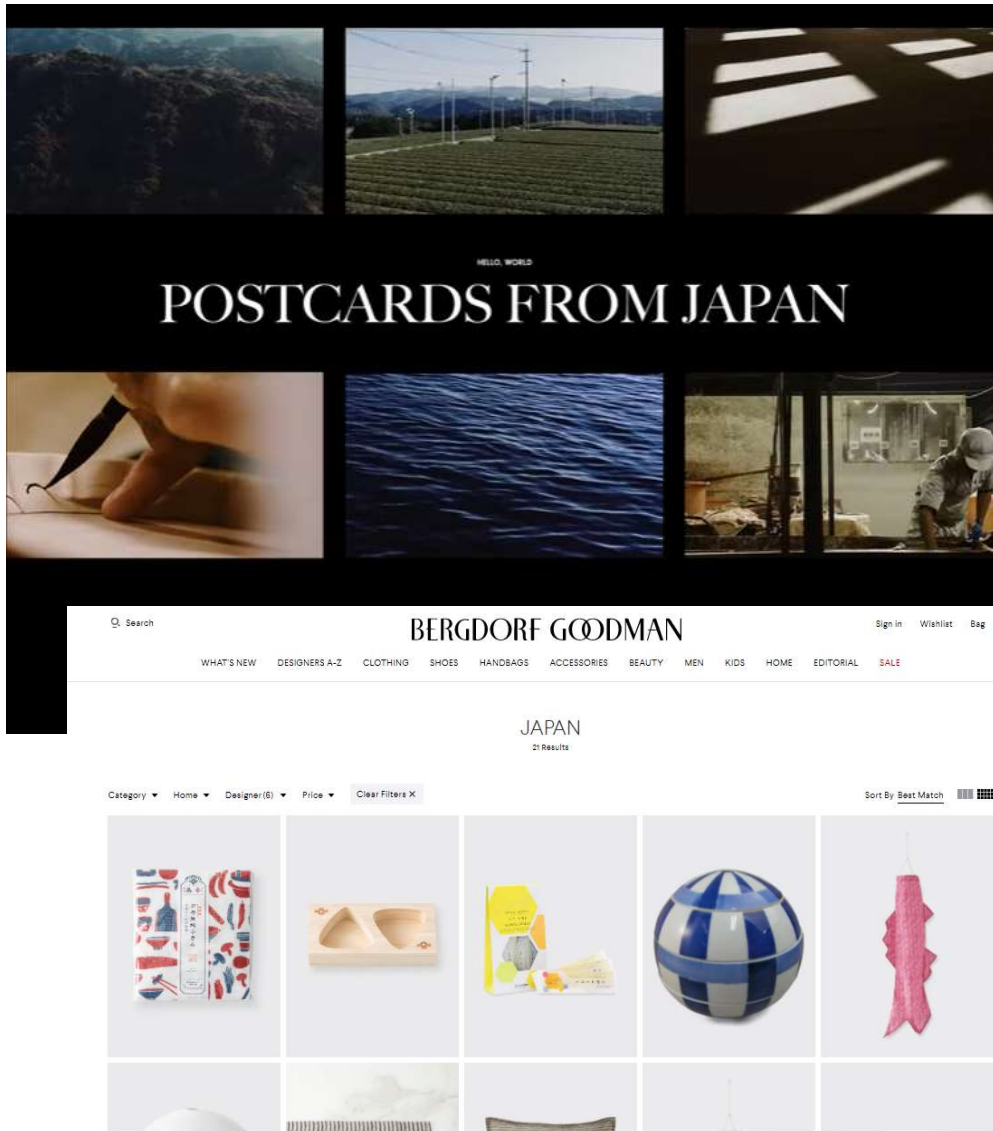 HELLO, WORLD
POSTCARDS FROM JAPAN
Search
BERGDORF GOODMAN
Sign in Wishlist Bag
WHAT'S NEW DESIGNERS A-Z CLOTHING SHOES HANDBAGS ACCESSORIES BEAUTY MEN KIDS HOME EDITORIAL SALE
JAPAN
21 Results
Category Home Designer (6) Price Clear Filters X
Sort By Best Match